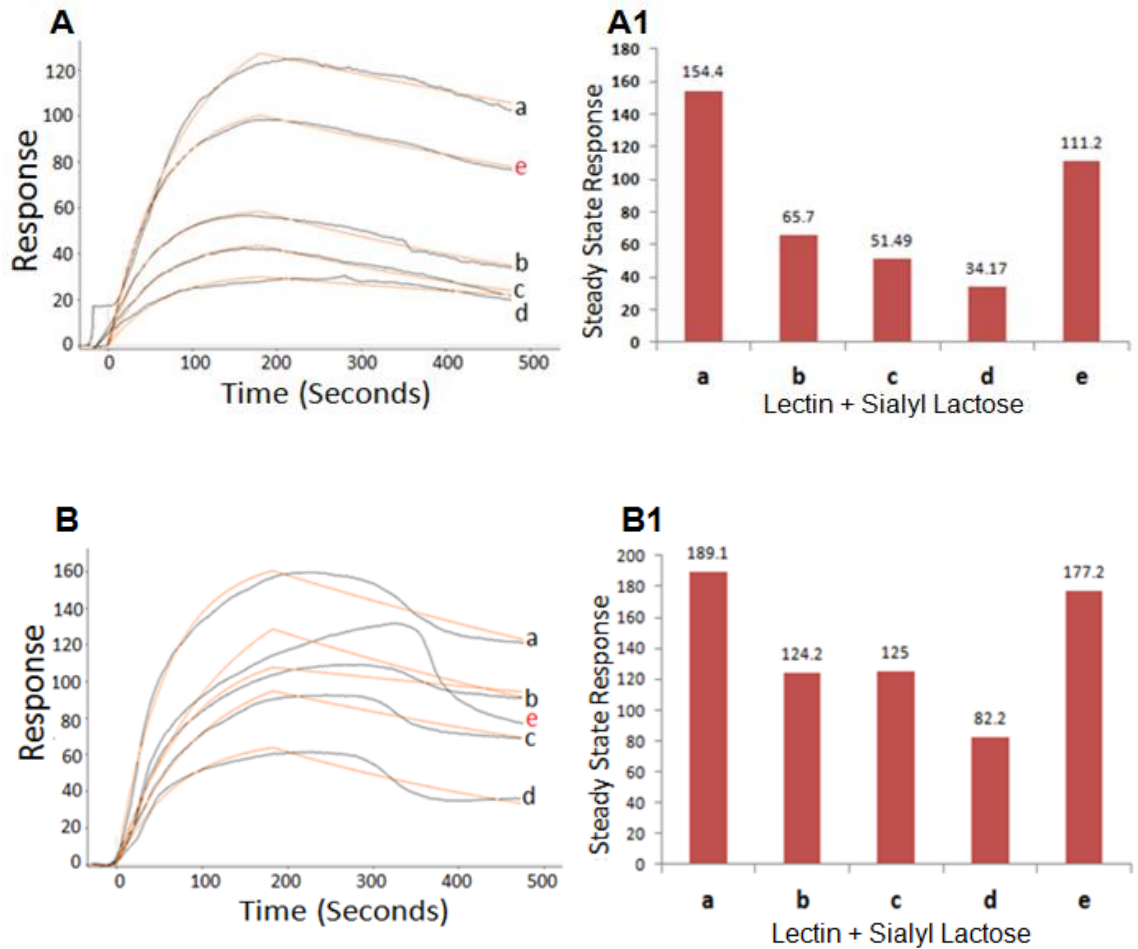 A
Response
120
100
80
60
40
20
0
0 100 200 300 400 500
Time (Seconds)
a
e
b
c
d
A1
Steady State Response
180
160
140
120
100
80
60
40
20
0
154.4
65.7
51.49
34.17
111.2
a b c d e
Lectin + Sialyl Lactose
B
Response
160
140
120
100
80
60
40
20
0
0 100 200 300 400 500
Time (Seconds)
a
b
e
c
d
B1
Steady State Response
200
180
160
140
120
100
80
60
40
20
0
189.1
124.2
125
82.2
177.2
a b c d e
Lectin + Sialyl Lactose